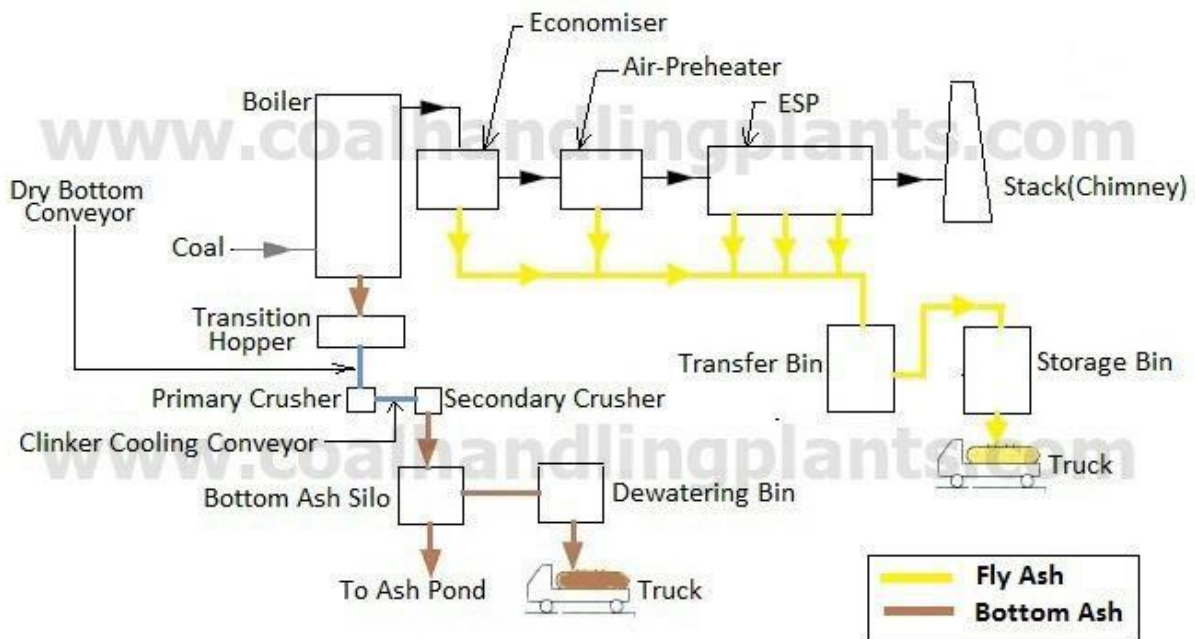 Economiser
Air-Preheater
Boiler
ESP
www.coalhandlingplants.com
Dry Bottom
Conveyor
Stack(Chimney)
Coal
Transition
Hopper
Transfer Bin
Storage Bin
Primary Crusher
Secondary Crusher
Clinker Cooling Conveyor
www.coalhandlingplants.com
Truck
Bottom Ash Silo
Dewatering Bin
To Ash Pond
Truck
Fly Ash
Bottom Ash